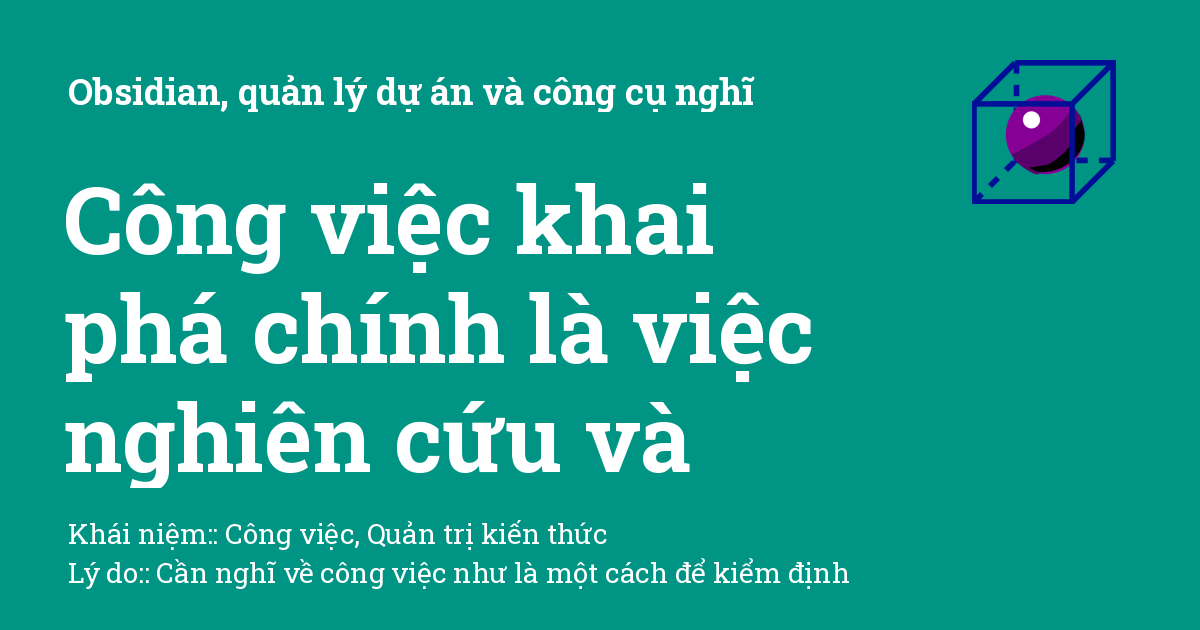 Obsidian, quản lý dự án và công cụ nghĩ
Công việc khai
phá chính là việc
nghiên cứu và
Khái niệm:: Công việc, Quản trị kiến thức
Lý do:: Cần nghĩ về công việc như là một cách để kiểm định